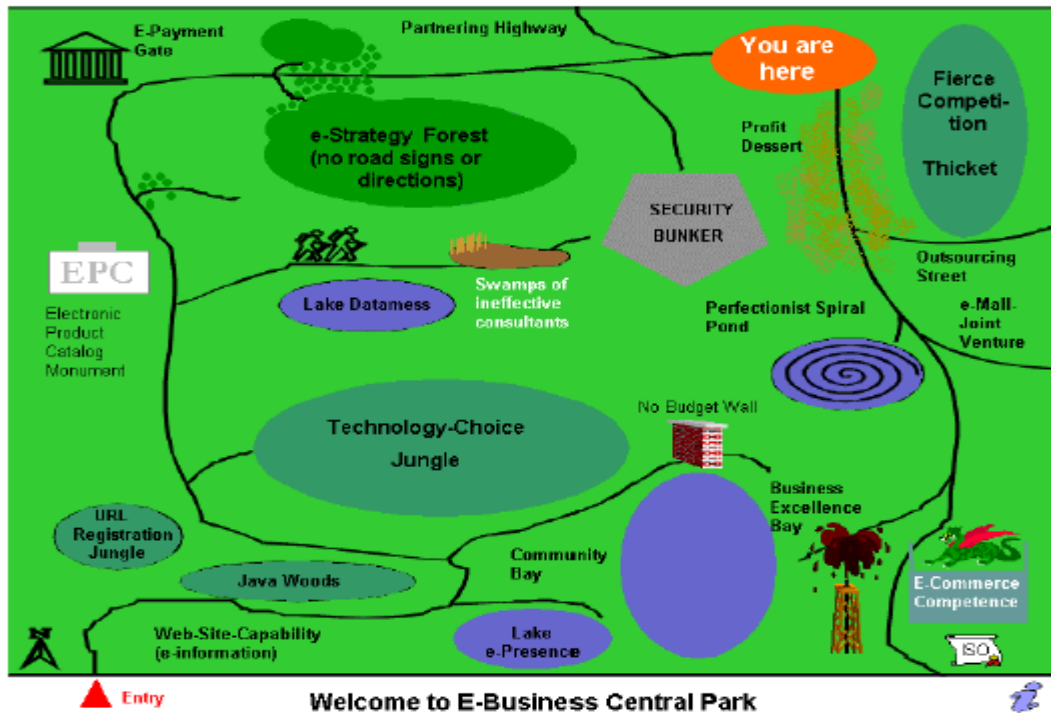 E-Payment
Gate
Partnering Highway
You are
here
Fierce
Competi-
tion
Thicket
e-Strategy Forest
(no road signs or
directions)
Profit
Dessert
SECURITY
BUNKER
EPC
Electronic
Product
Catalog
Monument
Lake Datamess
Swamps of
ineffective
consultants
Outsourcing
Street
Perfectionist Spiral
Pond
e-Mall-
Joint
Venture
Technology-Choice
Jungle
No Budget Wall
URL
Registration
Jungle
Java Woods
Community
Bay
Business
Excellence
Bay
E-Commerce
Competence
Web-Site-Capability
(e-information)
Lake
e-Presence
ISO
Entry
Welcome to E-Business Central Park
i